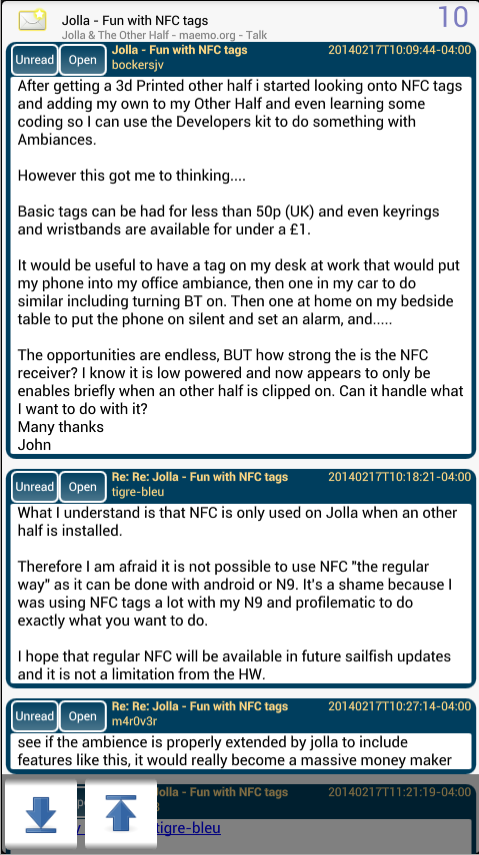 Jolla - Fun with NFC tags
10
Jolla & The Other Half - maemo.org - Talk
Unread
Open
Jolla - Fun with NFC tags
20140217T10:09:44-04:00
bockersjv
After getting a 3d Printed other half i started looking onto NFC tags
and adding my own to my Other Half and even learning some
coding so I can use the Developers kit to do something with
Ambiances.
However this got me to thinking....
Basic tags can be had for less than 50p (UK) and even keyrings
and wristbands are available for under a £1.
It would be useful to have a tag on my desk at work that would put
my phone into my office ambiance, then one in my car to do
similar including turning BT on. Then one at home on my bedside
table to put the phone on silent and set an alarm, and.....
The opportunities are endless, BUT how strong the is the NFC
receiver? I know it is low powered and now appears to only be
enables briefly when an other half is clipped on. Can it handle what
I want to do with it?
Many thanks
John
Unread
Open
Re: Re: Jolla - Fun with NFC tags
20140217T10:18:21-04:00
tigre-bleu
What I understand is that NFC is only used on Jolla when an other
half is installed.
Therefore I am afraid it is not possible to use NFC "the regular
way" as it can be done with android or N9. It's a shame because I
was using NFC tags a lot with my N9 and profilematic to do
exactly what you want to do.
I hope that regular NFC will be available in future sailfish updates
and it is not a limitation from the HW.
Unread
Open
Re: Re: Jolla - Fun with NFC tags
20140217T10:27:14-04:00
m4r0v3r
see if the ambience is properly extended by jolla to include
features like this, it would really become a massive money maker
olla - Fun with NFC tags
20140217T11:21:19-04:00
tigre-bleu